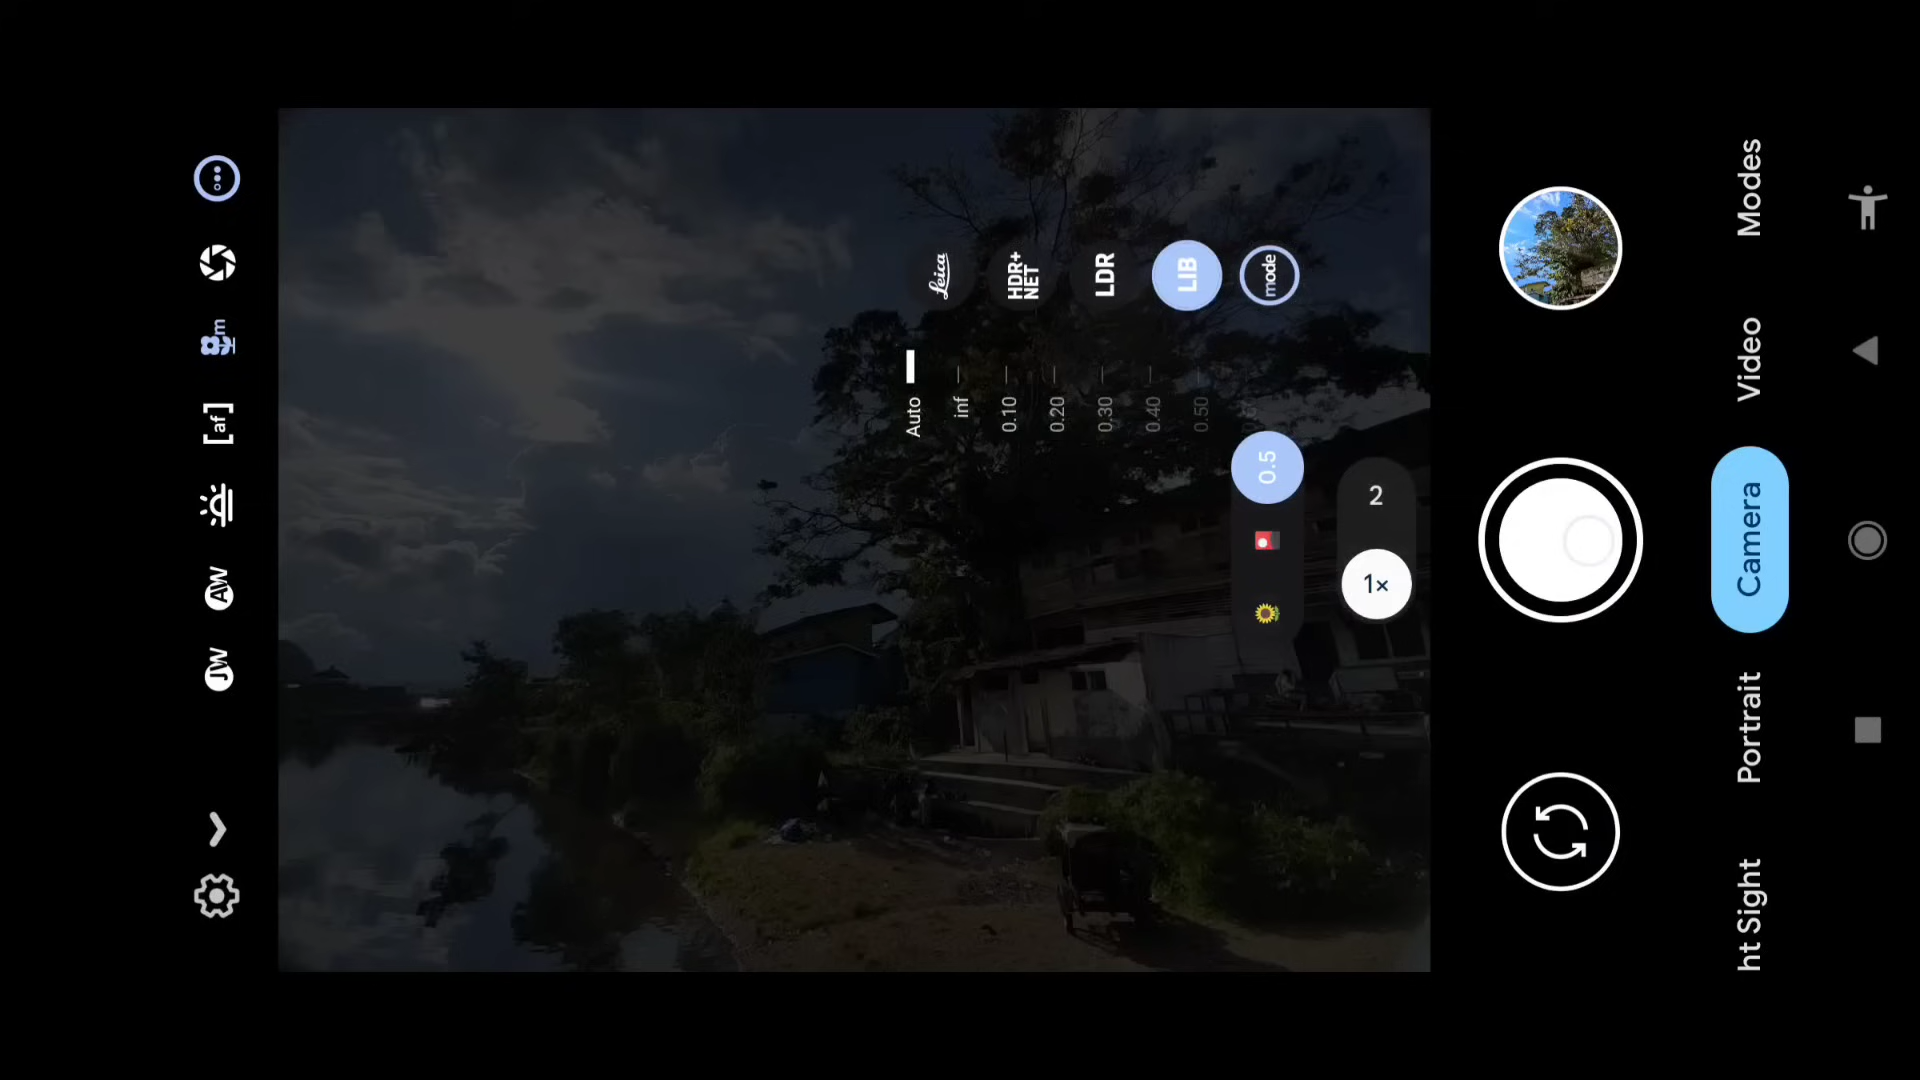 m
[af]
AW
JW
Leica
HDR+
NET
LDR
LIB
mode
Auto
inf
0.10
0.20
0.30
0.40
0.50
0.5
2
1×
Modes
Video
Camera
Portrait
ht Sight